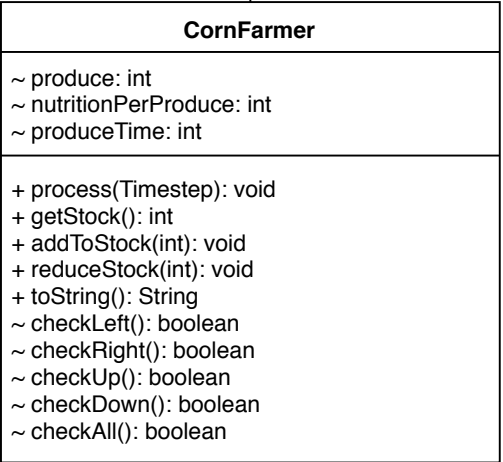 CornFarmer
~ produce: int
~ nutritionPerProduce: int
~ produceTime: int
+ process(Timestep): void
+ getStock(): int
+ addToStock(int): void
+ reduceStock(int): void
+ toString(): String
~ checkLeft(): boolean
~ checkRight(): boolean
~ checkUp(): boolean
~ checkDown(): boolean
~ checkAll(): boolean